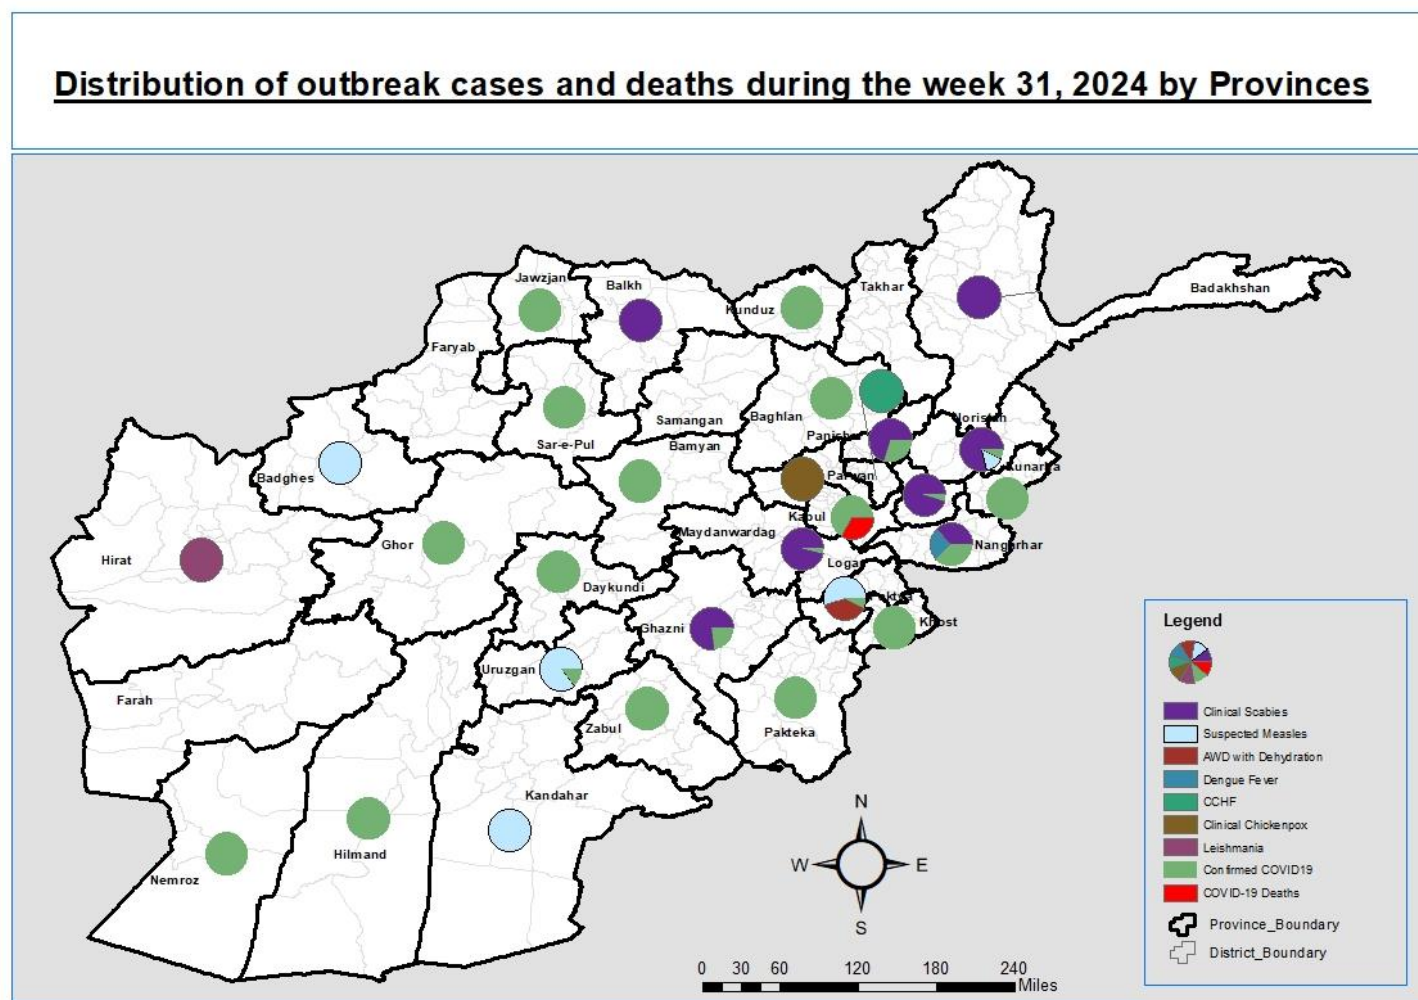 Distribution of outbreak cases and deaths during the week 31, 2024 by Provinces
Jawzjan
Balkh
Kunduz
Takhar
Badakhshan
Faryab
Samangan
Baghlan
Sar-e-Pul
Bamyan
Noristan
Parwan
Badghes
Kabul
Maydanwardag
Nangarhar
Hirat
Ghor
Daykundi
Ghazni
Khost
Uruzgan
Farah
Zabul
Pakteka
Kandahar
Hilmand
Nemroz
N
W
E
S
0 30 60 120 180 240
Miles
Legend
Clinical Scabies
Suspected Measles
AWD with Dehydration
Dengue Fever
CCHF
Clinical Chickenpox
Leishmania
Confirmed COVID19
COVID-19 Deaths
Province_Boundary
District_Boundary